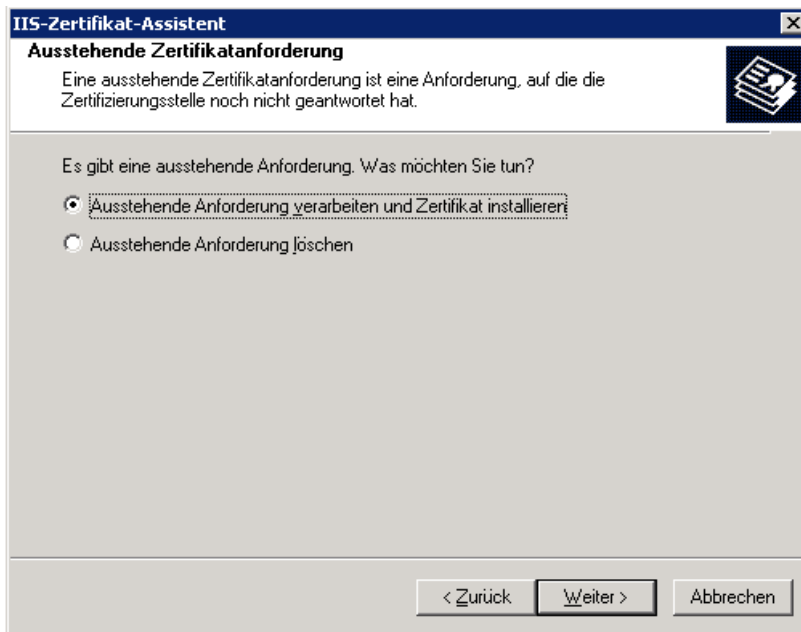 IIS-Zertifikat-Assistent
Ausstehende Zertifikatanforderung
Eine ausstehende Zertifikatanforderung ist eine Anforderung, auf die die
Zertifizierungsstelle noch nicht geantwortet hat.
Es gibt eine ausstehende Anforderung. Was möchten Sie tun?
Ausstehende Anforderung verarbeiten und Zertifikat installieren
Ausstehende Anforderung löschen
< Zurück Weiter > Abbrechen